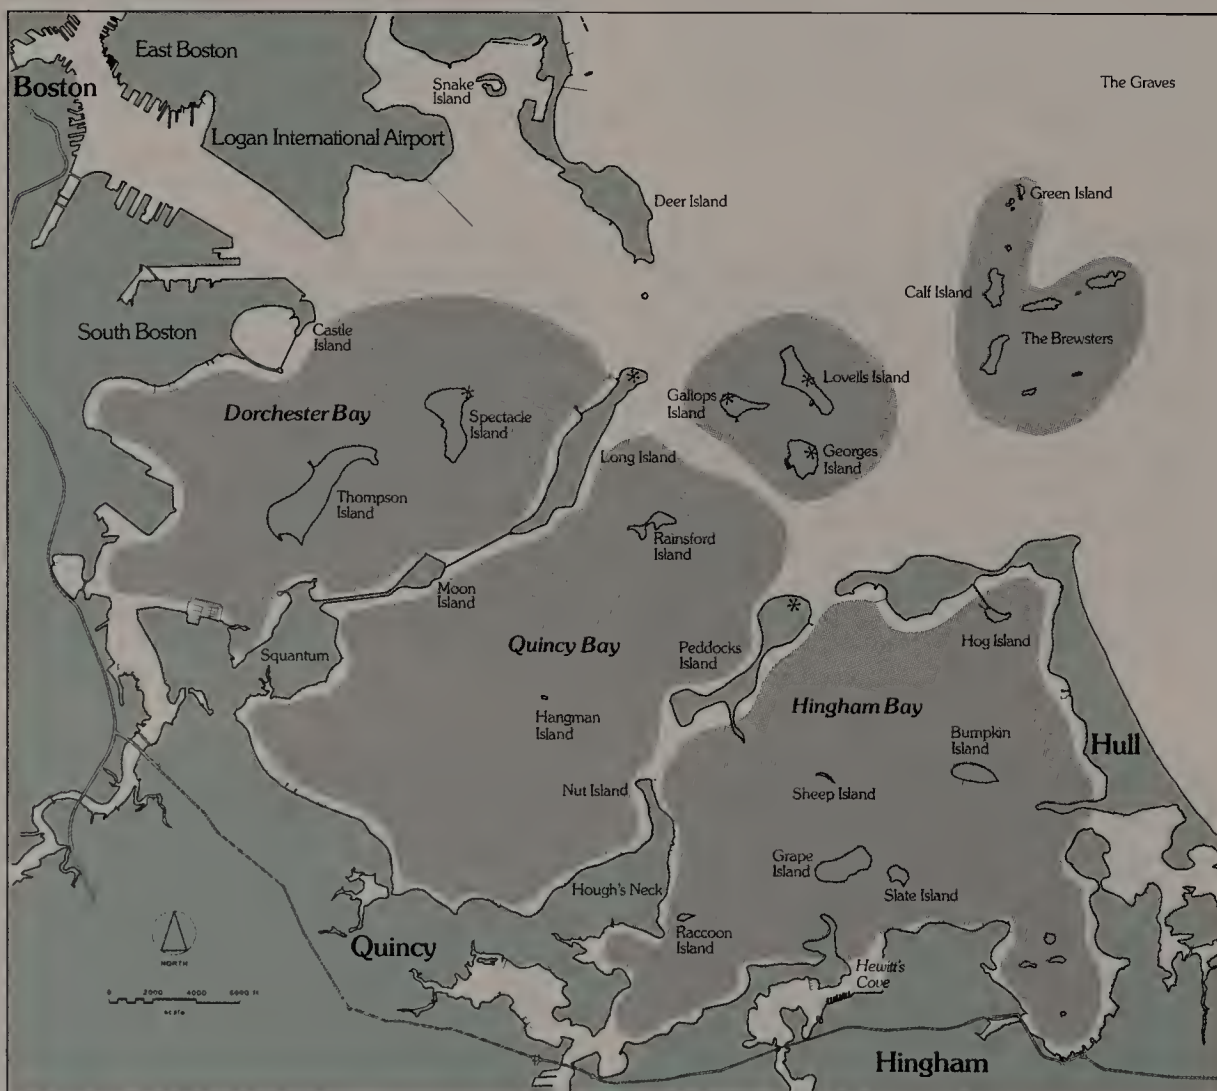 East Boston
Boston
Snake
Island
The Graves
Logan International Airport
Deer Island
Green Island
Calf Island
South Boston
Castle
Island
The Brewsters
Dorchester Bay
Spectacle
Island
Gallops
Island
Lovells Island
Long Island
Georges
Island
Thompson
Island
Rainsford
Island
Moon
Island
Squantum
Quincy Bay
Peddocks
Island
Hog Island
Hingham Bay
Hangman
Island
Bumpkin
Island
Hull
Nut Island
Sheep Island
Grape
Island
Slate Island
Hough's Neck
Raccoon
Island
Quincy
NORTH
0 2000 4000 6000 ft
SCALE
Hewitt's
Cove
Hingham